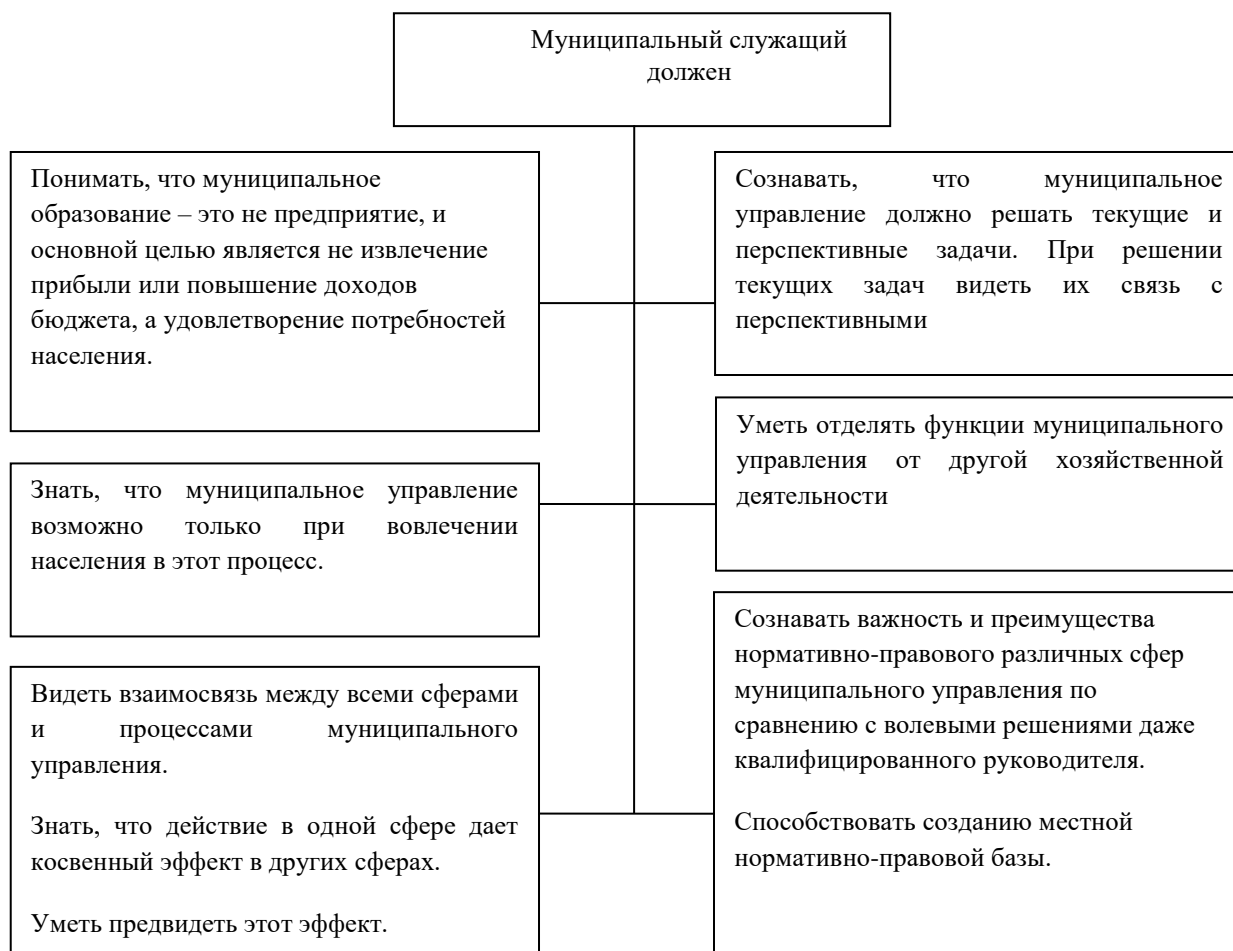 Муниципальный служащий
должен
Понимать, что муниципальное
образование – это не предприятие, и
основной целью является не извлечение
прибыли или повышение доходов
бюджета, а удовлетворение потребностей
населения.
Сознавать, что муниципальное
управление должно решать текущие и
перспективные задачи. При решении
текущих задач видеть их связь с
перспективными
Знать, что муниципальное управление
возможно только при вовлечении
населения в этот процесс.
Уметь отделять функции муниципального
управления от другой хозяйственной
деятельности
Видеть взаимосвязь между всеми сферами
и процессами муниципального
управления.
Знать, что действие в одной сфере дает
косвенный эффект в других сферах.
Уметь предвидеть этот эффект.
Сознавать важность и преимущества
нормативно-правового различных сфер
муниципального управления по
сравнению с волевыми решениями даже
квалифицированного руководителя.
Способствовать созданию местной
нормативно-правовой базы.